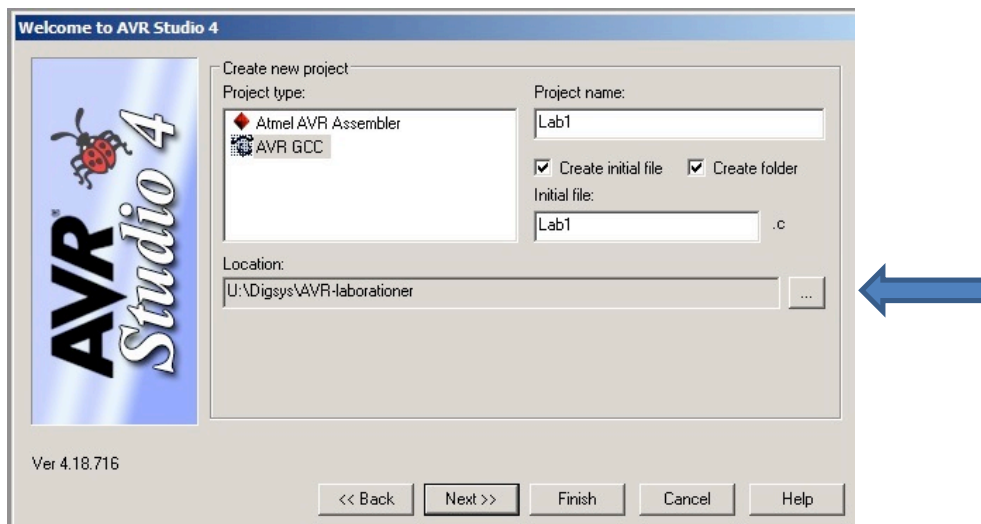 Welcome to AVR Studio 4
AVR®
Studio 4
Create new project
Project type:
Atmel AVR Assembler
AVR GCC
Project name:
Lab1
Create initial file
Create folder
Initial file:
Lab1 .c
Location:
U:\Digsys\AVR-laborationer
...
Ver 4.18.716
<< Back Next >> Finish Cancel Help